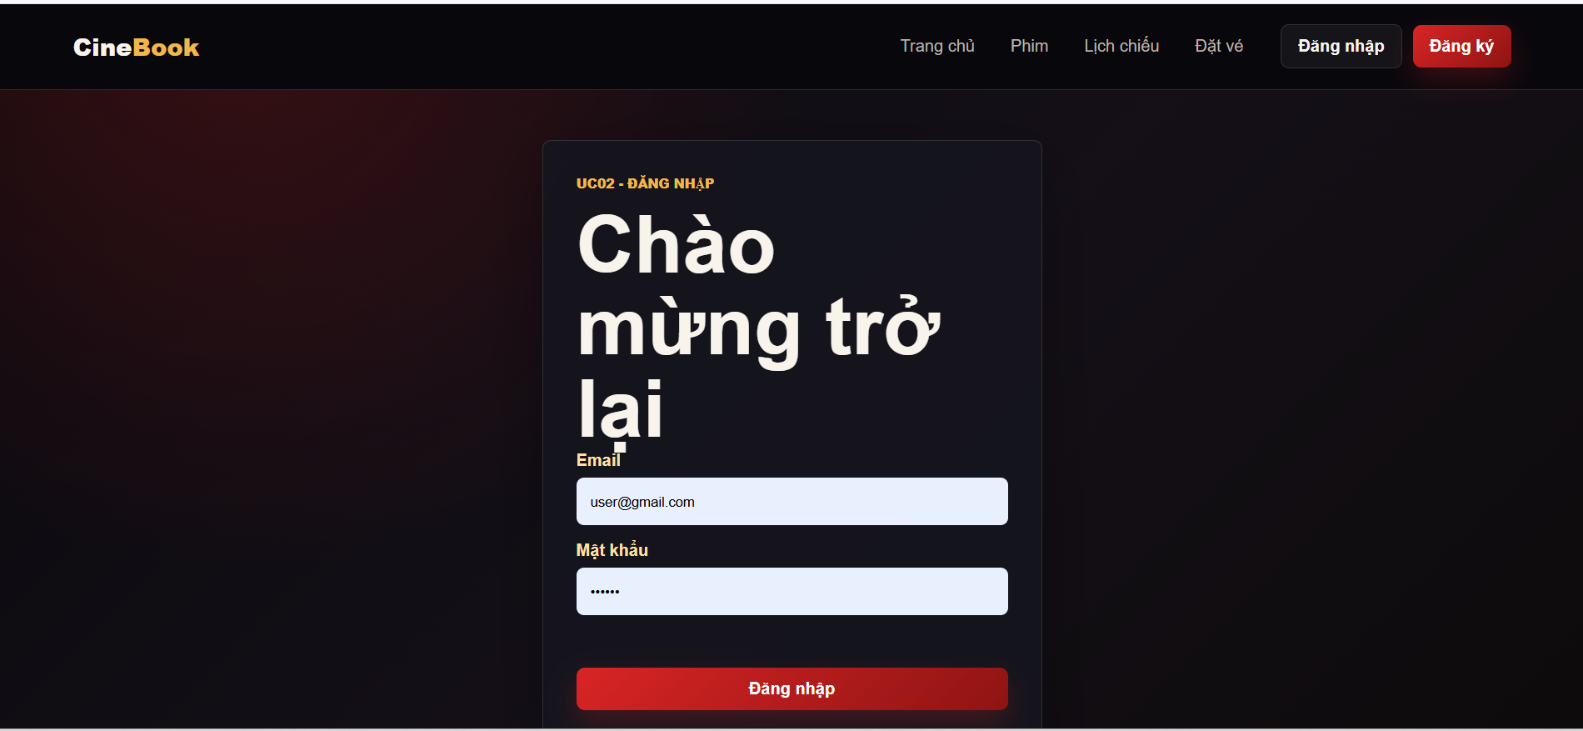 CineBook
Trang chủ Phim Lịch chiếu Đặt vé Đăng nhập Đăng ký
UC02 - ĐĂNG NHẬP
Chào
mừng trở
lại
Email
user@gmail.com
Mật khẩu
••••••
Đăng nhập